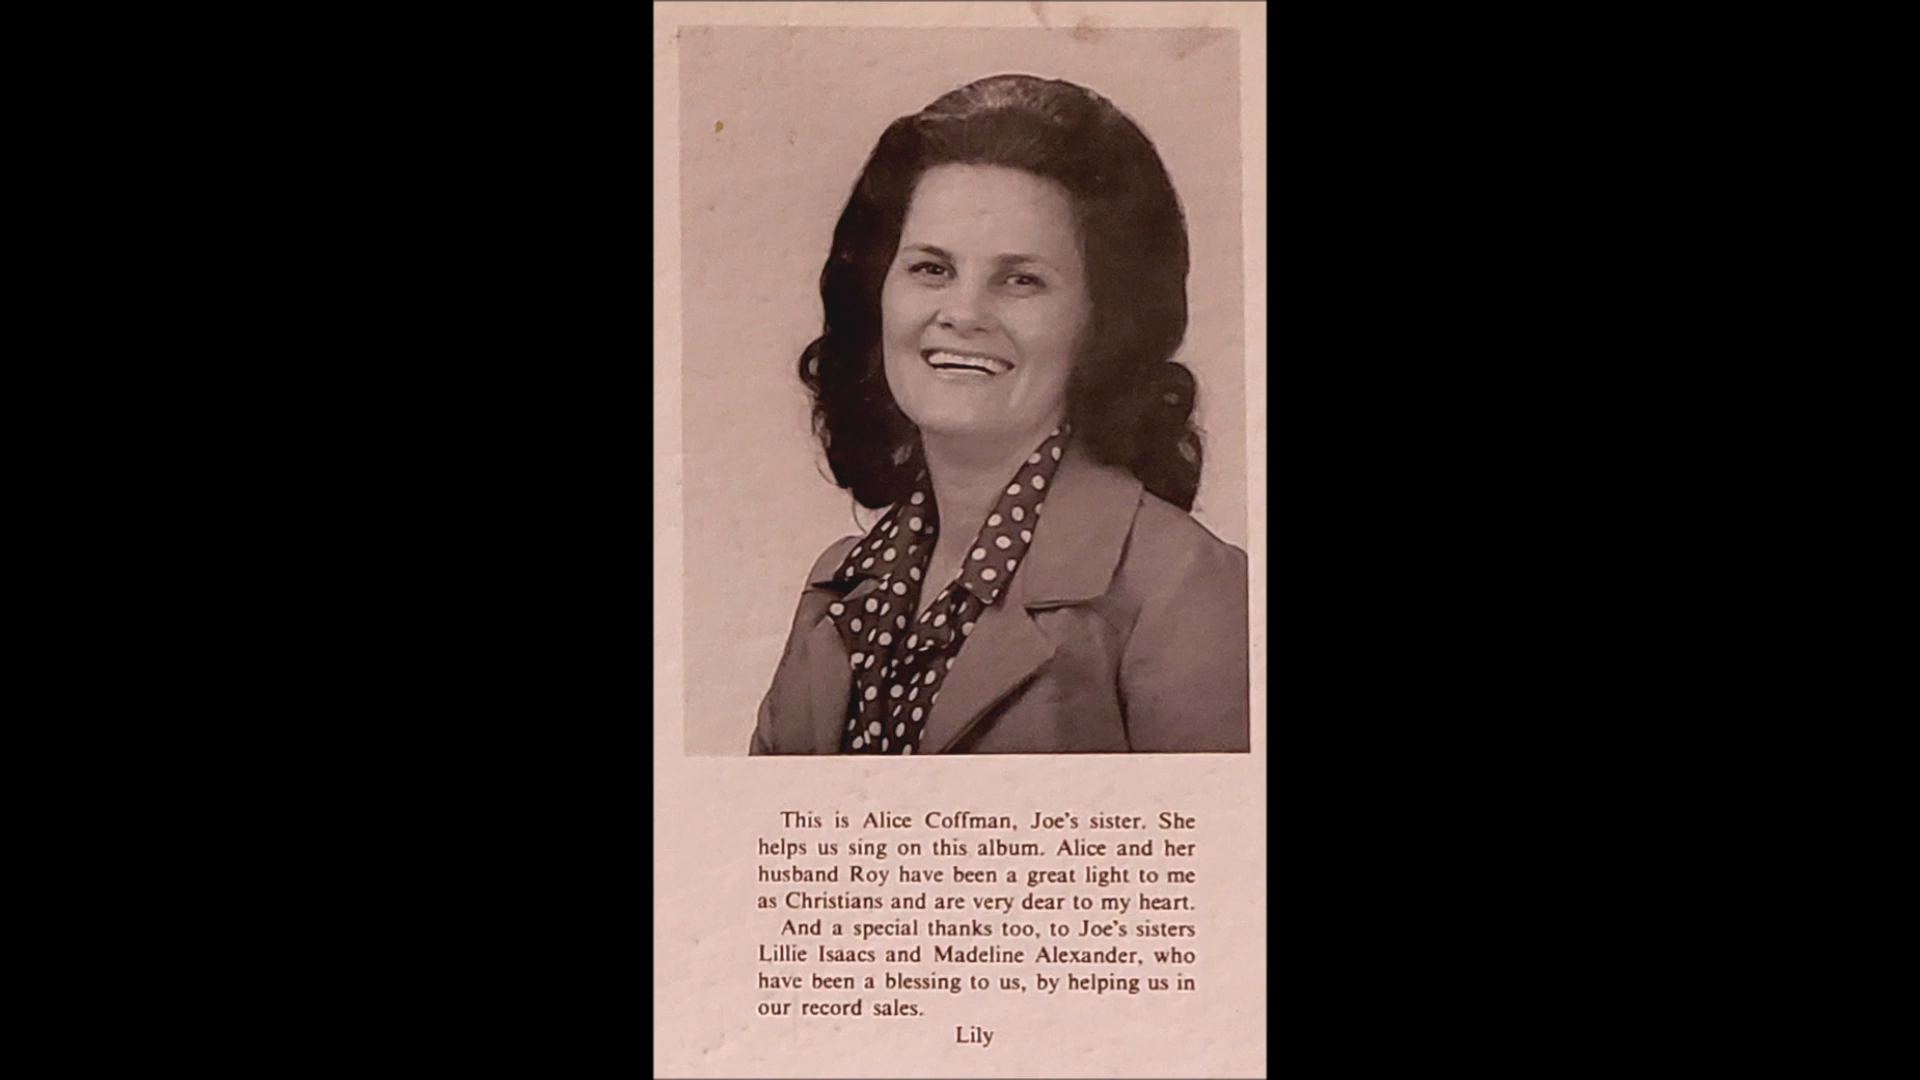 This is Alice Coffman, Joe's sister. She
helps us sing on this album. Alice and her
husband Roy have been a great light to me
as Christians and are very dear to my heart.
And a special thanks too, to Joe's sisters
Lillie Isaacs and Madeline Alexander, who
have been a blessing to us, by helping us in
our record sales.
Lily